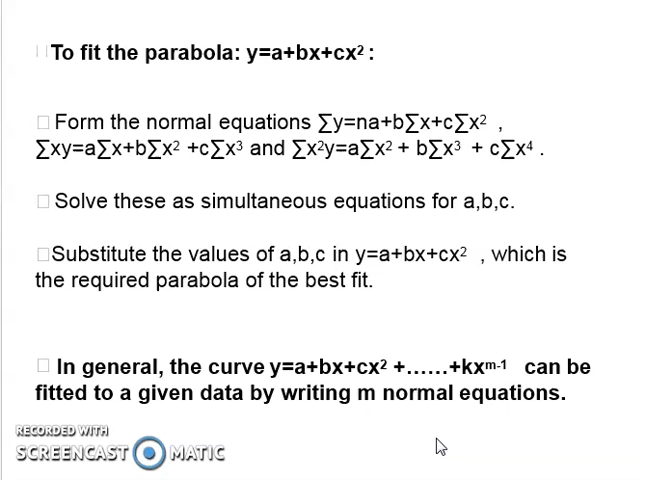 □ To fit the parabola: y=a+bx+cx² :
□ Form the normal equations ∑y=na+b∑x+c∑x² ,
∑xy=a∑x+b∑x² +c∑x³ and ∑x²y=a∑x² + b∑x³ + c∑x⁴ .
□ Solve these as simultaneous equations for a,b,c.
□Substitute the values of a,b,c in y=a+bx+cx² , which is
the required parabola of the best fit.
□ In general, the curve y=a+bx+cx² +......+kxᵐ⁻¹ can be
fitted to a given data by writing m normal equations.
RECORDED WITH
SCREENCAST MATIC